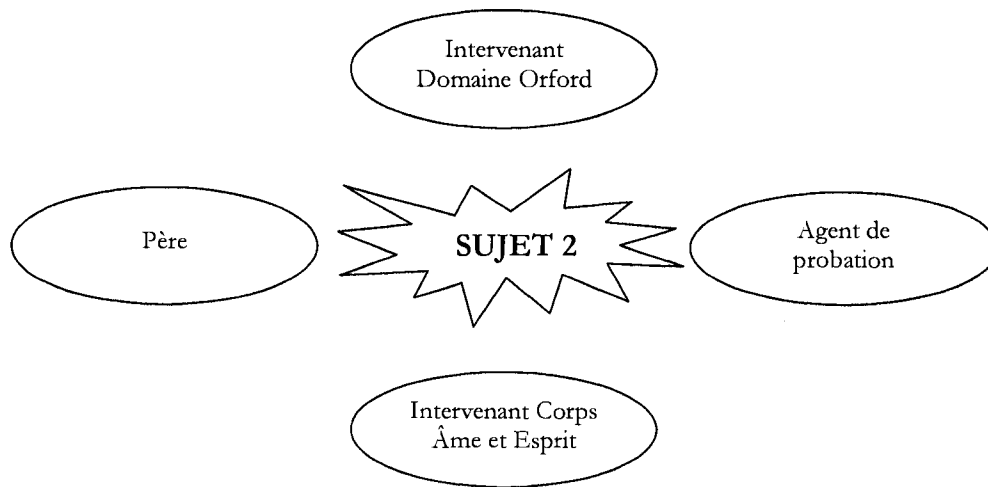 Intervenant
Domaine Orford
Père
SUJET 2
Agent de
probation
Intervenant Corps
Âme et Esprit